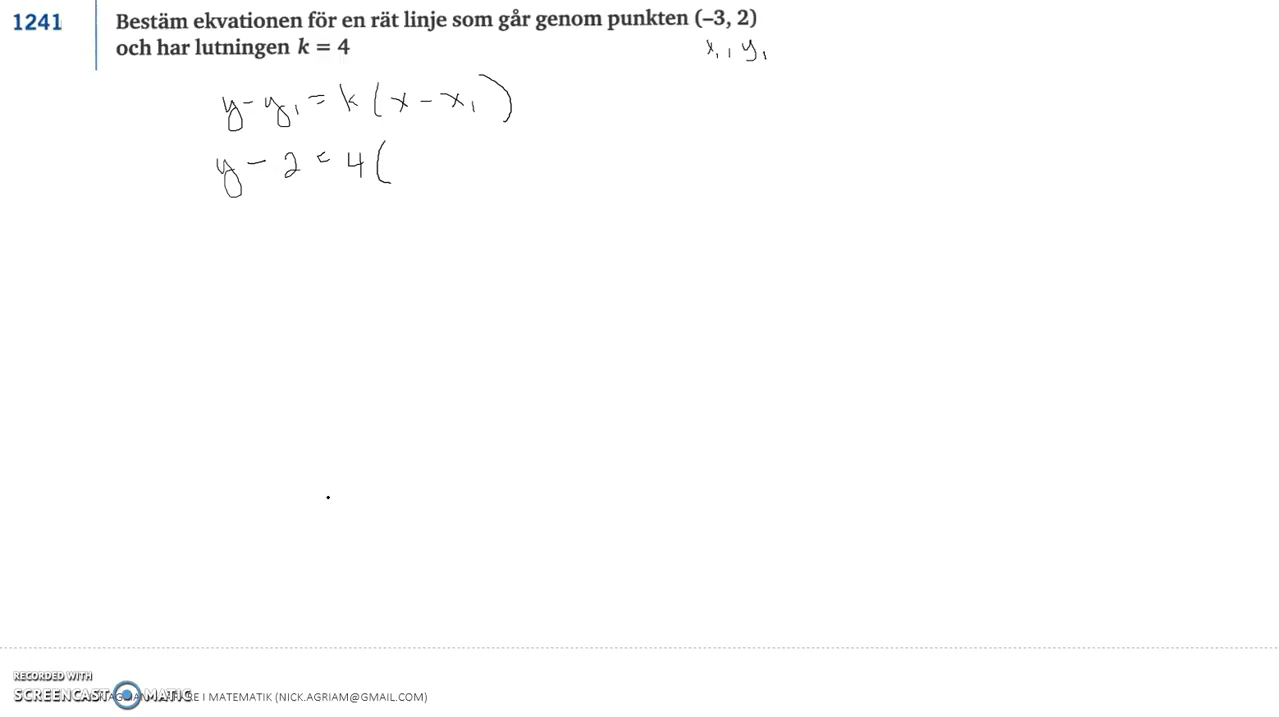 1241 Bestäm ekvationen för en rät linje som går genom punkten (–3, 2)
och har lutningen k = 4
x₁, y₁
y - y₁ = k(x - x₁)
y - 2 = 4(
RECORDED WITH
SCREENCAST-O-MATIC
I MATEMATIK (NICK.AGRIAM@GMAIL.COM)